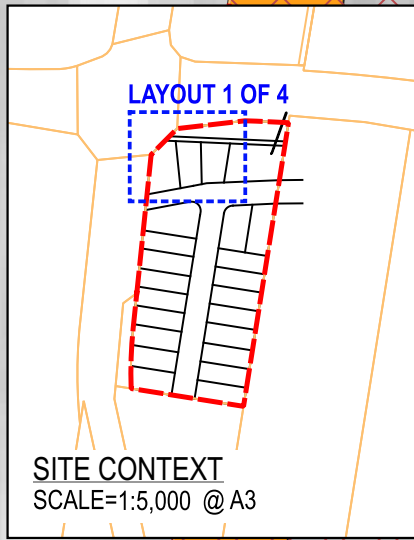 LAYOUT 1 OF 4
SITE CONTEXT
SCALE=1:5,000 @ A3